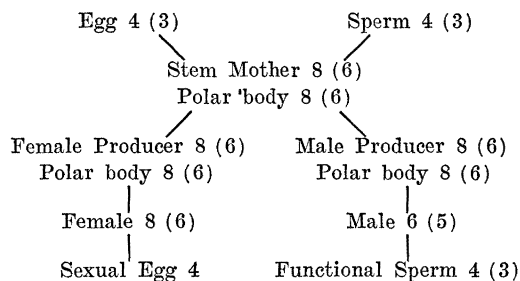 Egg 4 (3) Sperm 4 (3)
Stem Mother 8 (6)
Polar body 8 (6)
Female Producer 8 (6) Male Producer 8 (6)
Polar body 8 (6) Polar body 8 (6)
Female 8 (6) Male 6 (5)
Sexual Egg 4 Functional Sperm 4 (3)